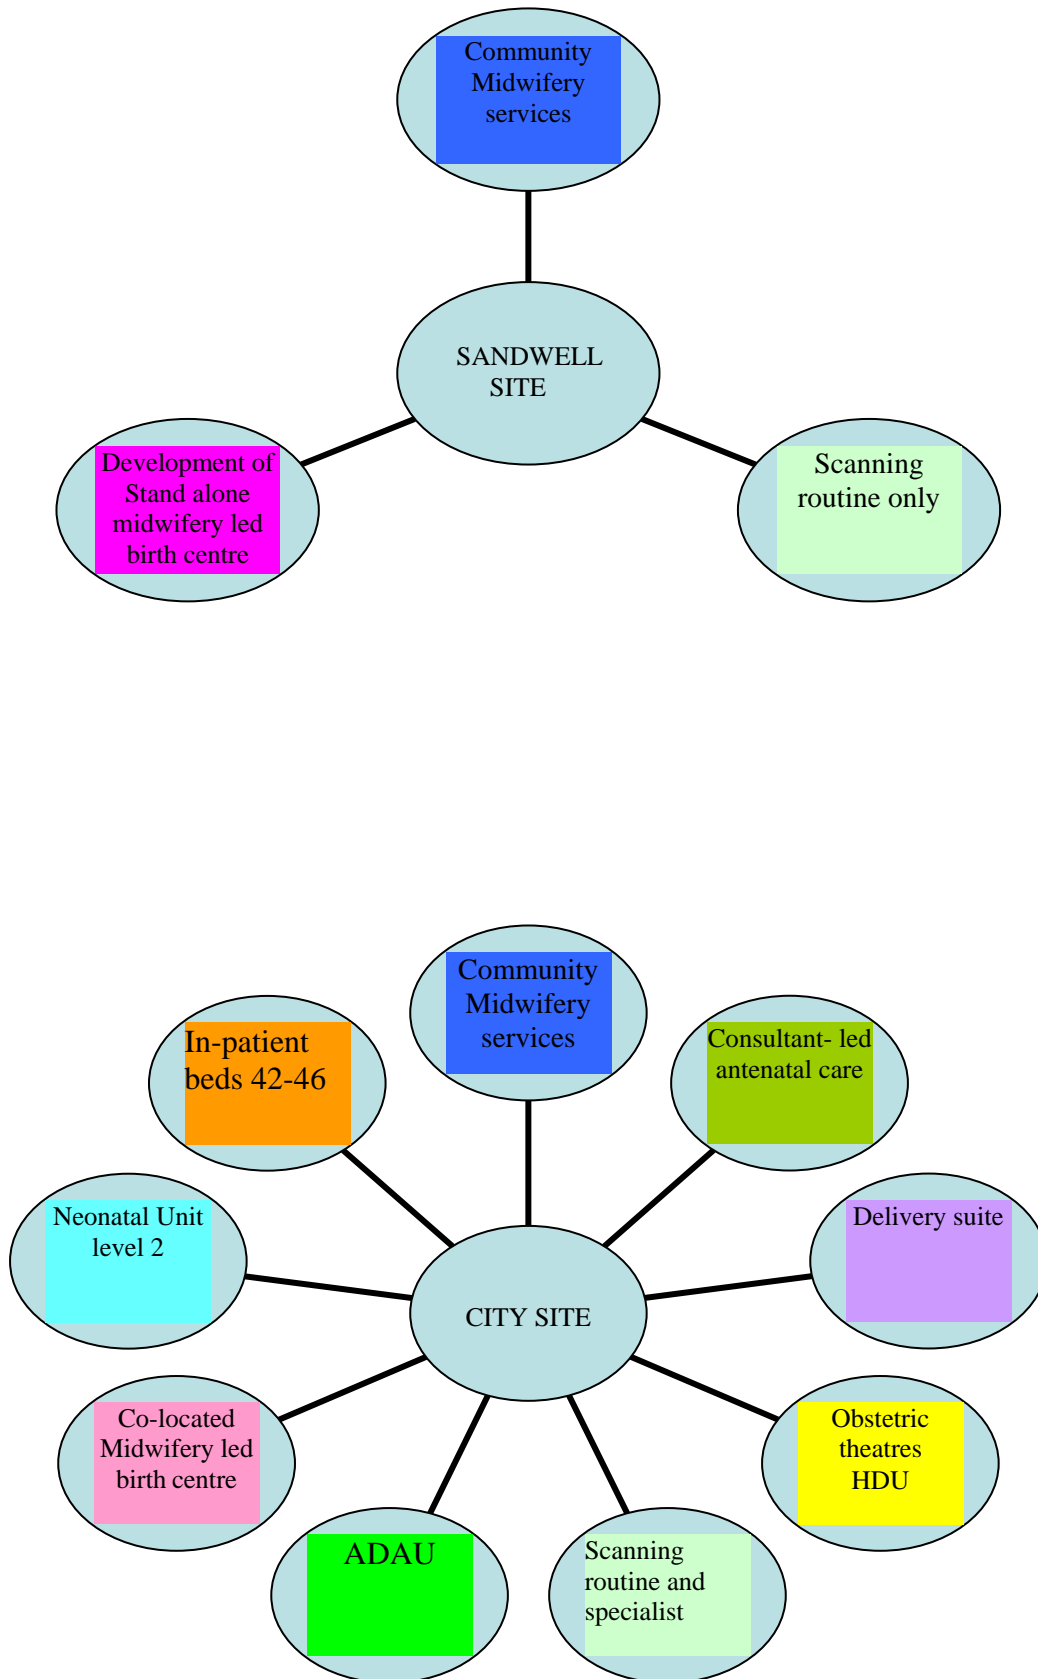 Community
Midwifery
services
SANDWELL
SITE
Development of
Stand alone
midwifery led
birth centre
Scanning
routine only
Community
Midwifery
services
In-patient
beds 42-46
Consultant- led
antenatal care
Neonatal Unit
level 2
Delivery suite
CITY SITE
Co-located
Midwifery led
birth centre
Obstetric
theatres
HDU
ADAU
Scanning
routine and
specialist